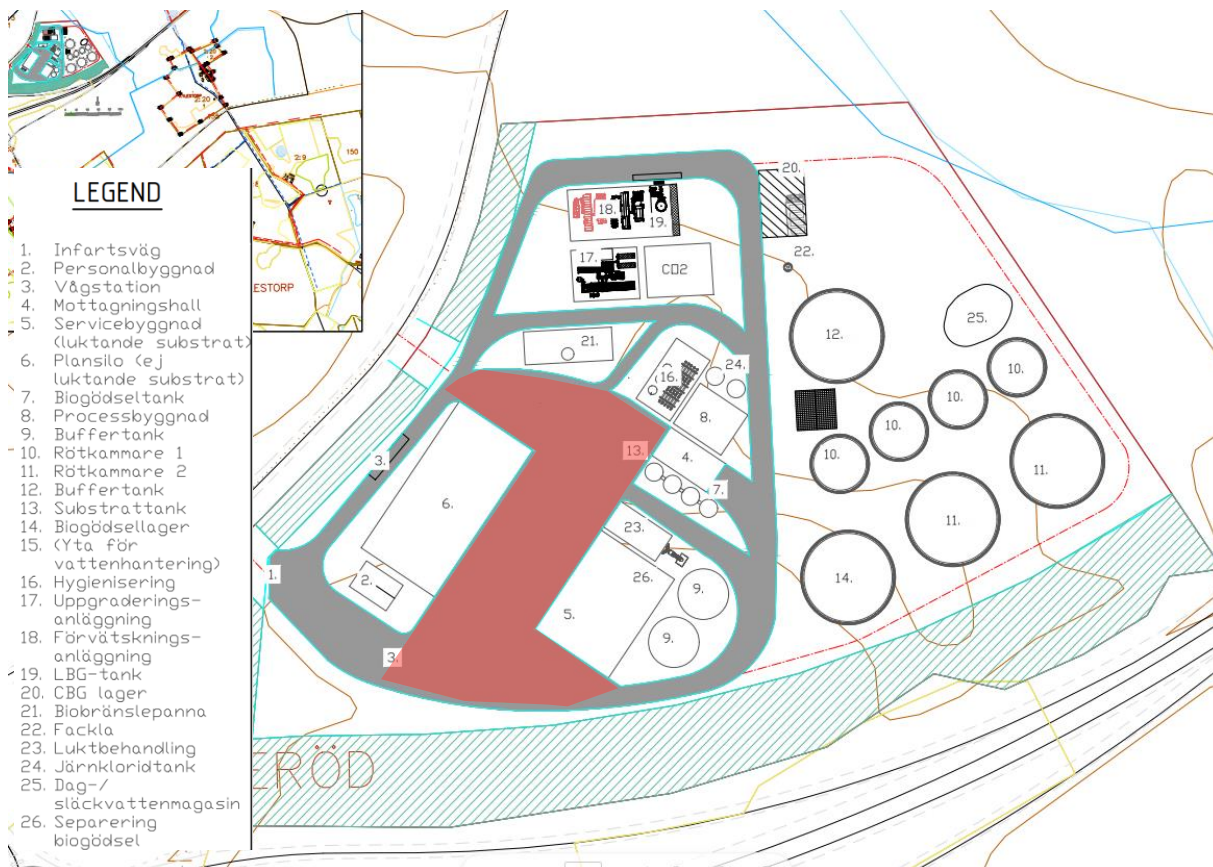 2:20
2:9
150
ESTORP
LEGEND
1. Infartsväg
2. Personalbyggnad
3. Vågstation
4. Mottagningshall
5. Servicebyggnad
(luktande substrat)
6. Plansilo (ej
luktande substrat)
7. Biogödseltank
8. Processbyggnad
9. Buffertank
10. Rötkammare 1
11. Rötkammare 2
12. Buffertank
13. Substrattank
14. Biogödsellager
15. (Yta för
vattenhantering)
16. Hygienisering
17. Uppgraderings-
anläggning
18. Förvätsknings-
anläggning
19. LBG-tank
20. CBG lager
21. Biobränslepanna
22. Fackla
23. Luktbehandling
24. Järnkloridtank
25. Dag-/
släckvattenmagasin
26. Separering
biogödsel
20.
18.
19.
22.
17.
CO2
25.
12.
21.
24.
10.
16.
10.
8.
10.
13.
4.
3.
10.
11.
7.
6.
11.
23.
1.
2.
26.
14.
9.
5.
9.
3.
ERÖD